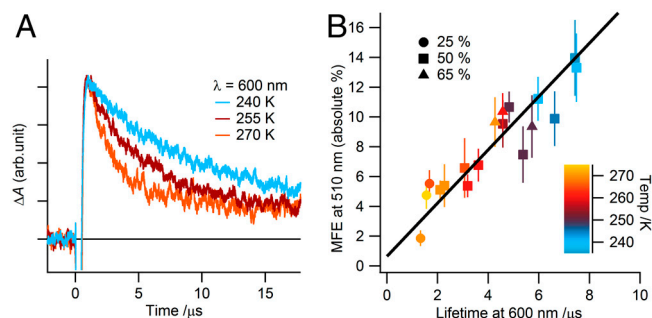 A
λ = 600 nm
240 K
255 K
270 K
ΔA (arb.unit)
0
5
10
15
Time /μs
B
25 %
50 %
65 %
MFE at 510 nm (absolute %)
16
14
12
10
8
6
4
2
0
0
2
4
6
8
10
Lifetime at 600 nm /μs
270
260
250
240
Temp /K